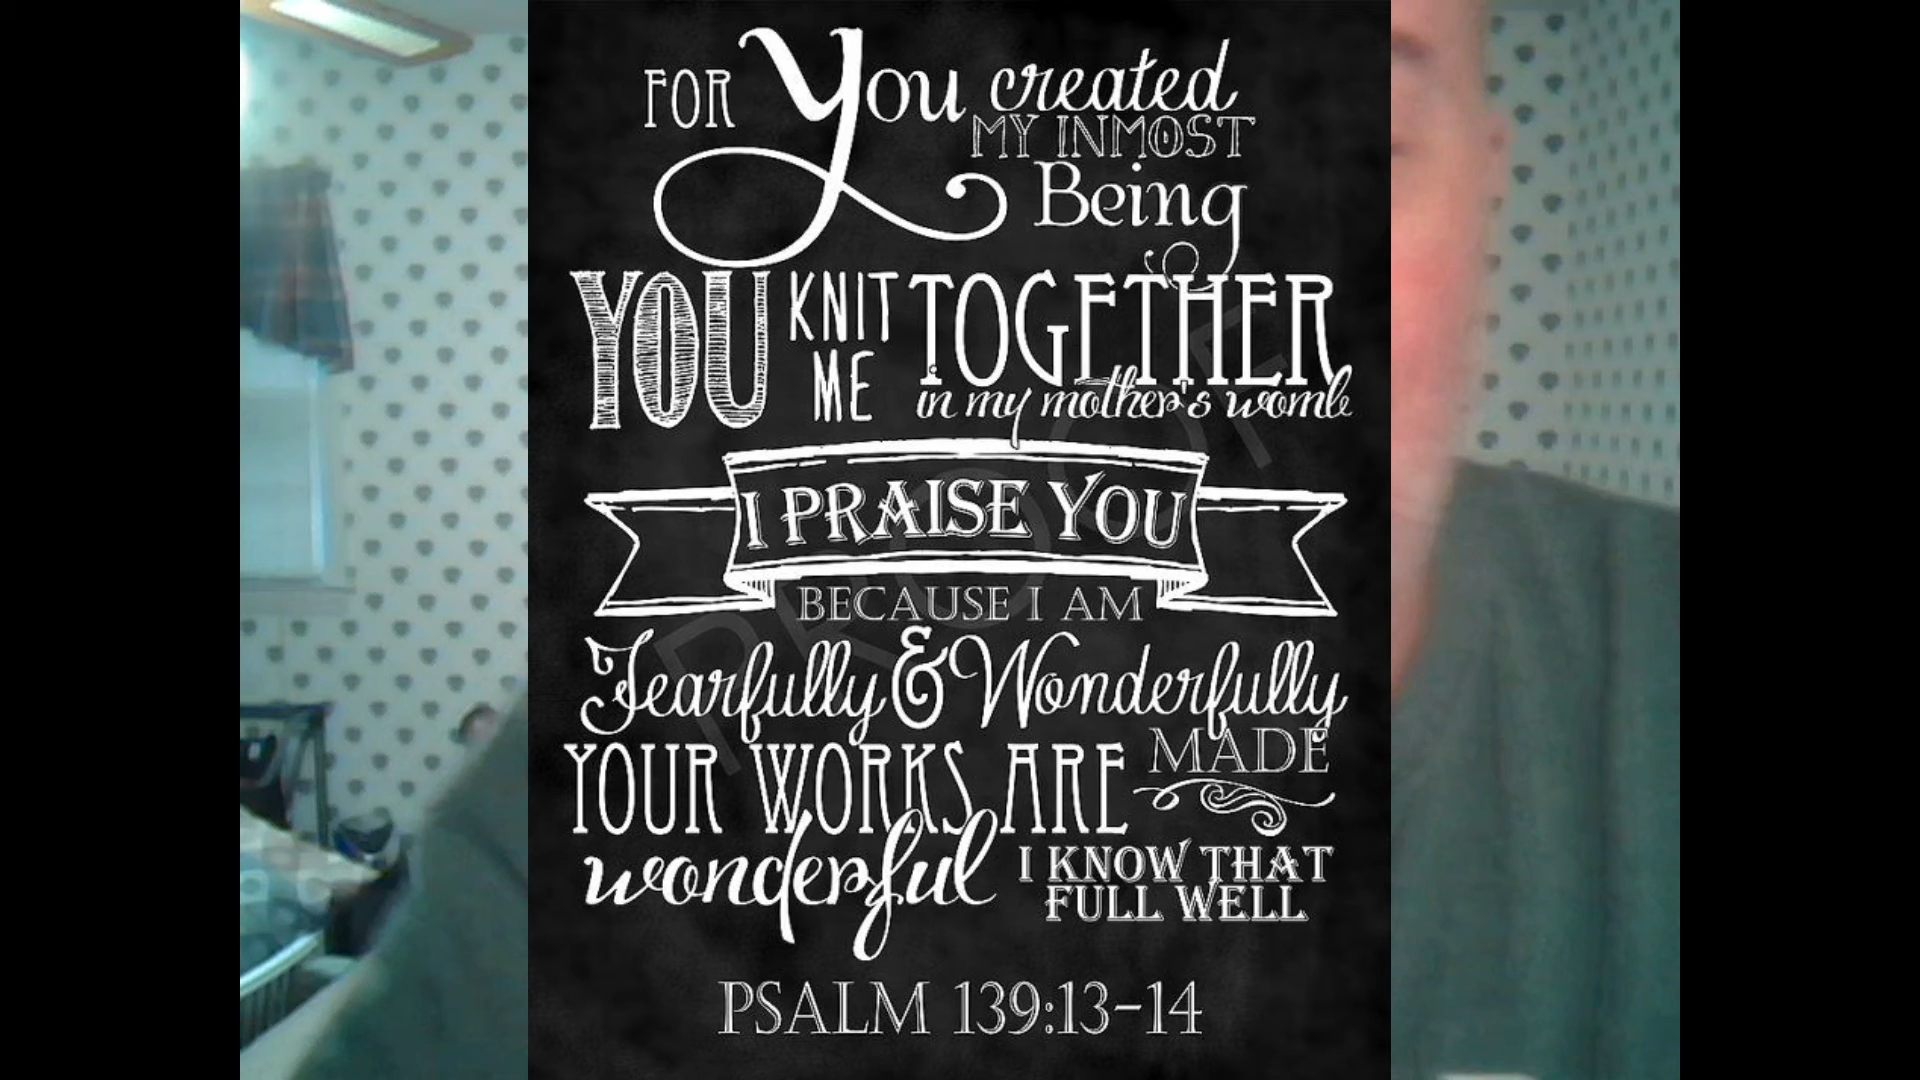 FOR You created
MY INMOST
Being
YOU KNIT ME TOGETHER
in my mother's womb
I PRAISE YOU
BECAUSE I AM
Fearfully & Wonderfully
MADE
YOUR WORKS ARE
wonderful
I KNOW THAT
FULL WELL
PSALM 139:13-14
PROOF